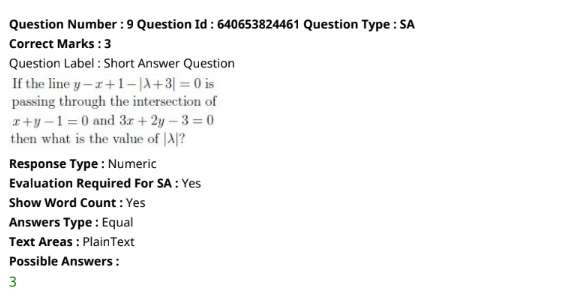 Question Number : 9 Question Id : 640653824461 Question Type : SA
Correct Marks : 3
Question Label : Short Answer Question
If the line y − x + 1 − |λ + 3| = 0 is
passing through the intersection of
x + y − 1 = 0 and 3x + 2y − 3 = 0
then what is the value of |λ|?
Response Type : Numeric
Evaluation Required For SA : Yes
Show Word Count : Yes
Answers Type : Equal
Text Areas : PlainText
Possible Answers :
3